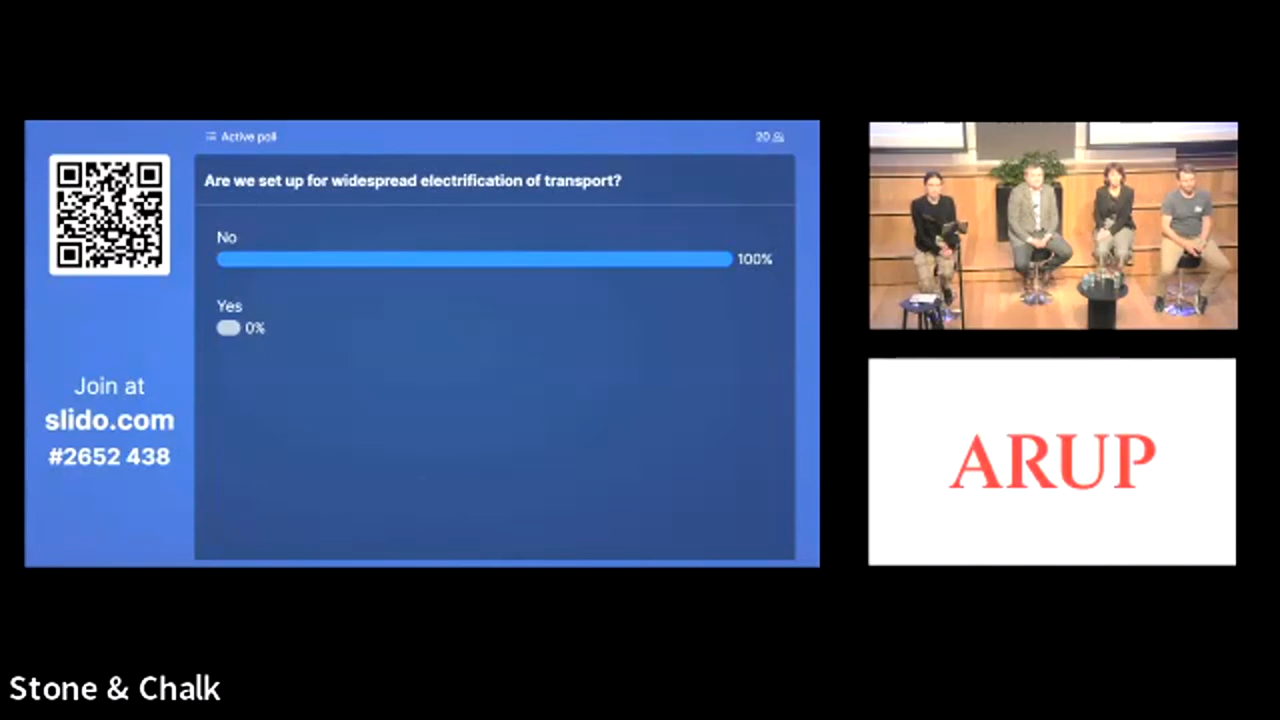 Active poll
20
Are we set up for widespread electrification of transport?
No
100%
Yes
0%
Join at
slido.com
#2652 438
ARUP
Stone & Chalk